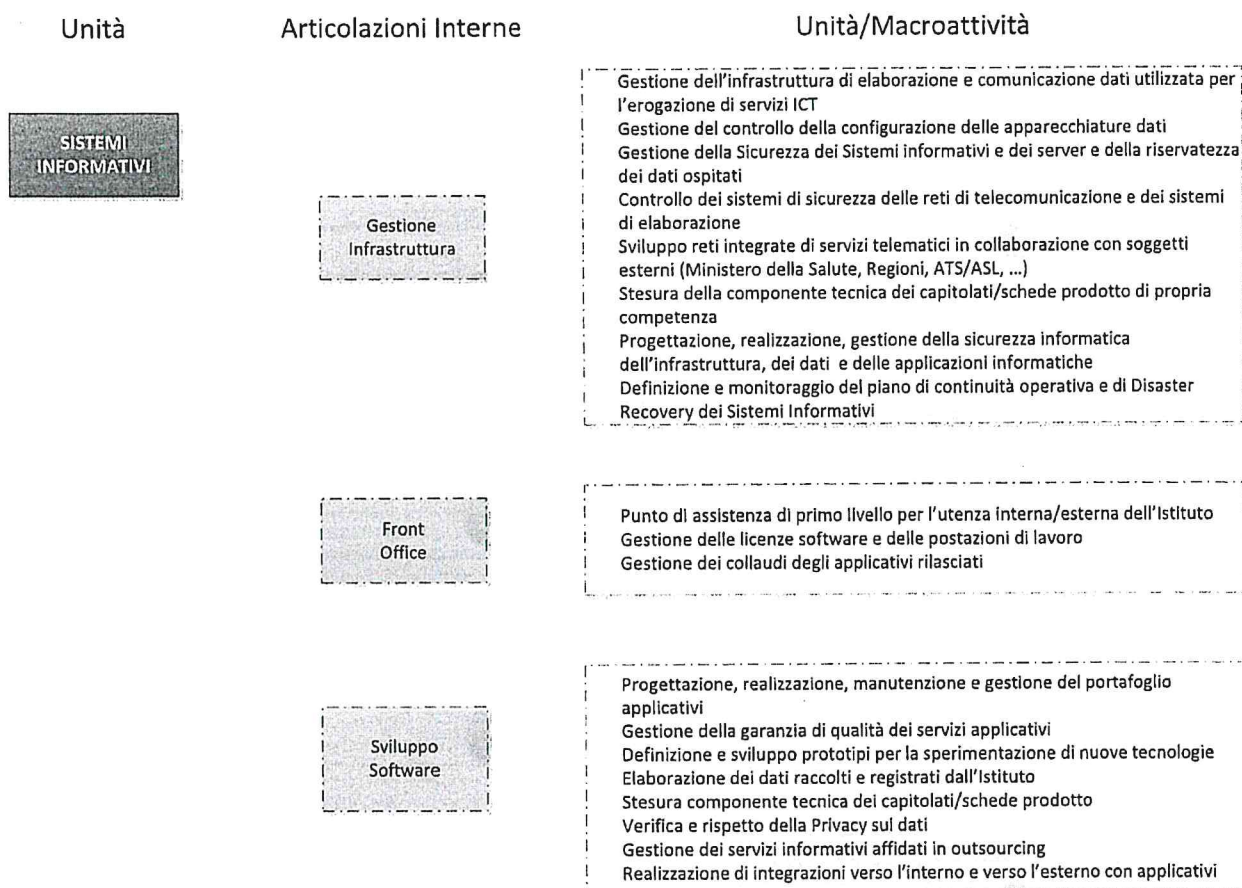 Unità
Articolazioni Interne
Unità/Macroattività
SISTEMI
INFORMATIVI
Gestione
Infrastruttura
Gestione dell'infrastruttura di elaborazione e comunicazione dati utilizzata per
l'erogazione di servizi ICT
Gestione del controllo della configurazione delle apparecchiature dati
Gestione della Sicurezza dei Sistemi informativi e dei server e della riservatezza
dei dati ospitati
Controllo dei sistemi di sicurezza delle reti di telecomunicazione e dei sistemi
di elaborazione
Sviluppo reti integrate di servizi telematici in collaborazione con soggetti
esterni (Ministero della Salute, Regioni, ATS/ASL, ...)
Stesura della componente tecnica dei capitolati/schede prodotto di propria
competenza
Progettazione, realizzazione, gestione della sicurezza informatica
dell'infrastruttura, dei dati e delle applicazioni informatiche
Definizione e monitoraggio del piano di continuità operativa e di Disaster
Recovery dei Sistemi Informativi
Front
Office
Punto di assistenza di primo livello per l'utenza interna/esterna dell'Istituto
Gestione delle licenze software e delle postazioni di lavoro
Gestione dei collaudi degli applicativi rilasciati
Sviluppo
Software
Progettazione, realizzazione, manutenzione e gestione del portafoglio
applicativi
Gestione della garanzia di qualità dei servizi applicativi
Definizione e sviluppo prototipi per la sperimentazione di nuove tecnologie
Elaborazione dei dati raccolti e registrati dall'Istituto
Stesura componente tecnica dei capitolati/schede prodotto
Verifica e rispetto della Privacy sui dati
Gestione dei servizi informativi affidati in outsourcing
Realizzazione di integrazioni verso l'interno e verso l'esterno con applicativi